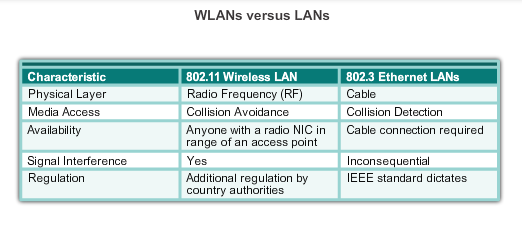 WLANs versus LANs
Characteristic 802.11 Wireless LAN 802.3 Ethernet LANs
Physical Layer Radio Frequency (RF) Cable
Media Access Collision Avoidance Collision Detection
Availability Anyone with a radio NIC in range of an access point Cable connection required
Signal Interference Yes Inconsequential
Regulation Additional regulation by country authorities IEEE standard dictates